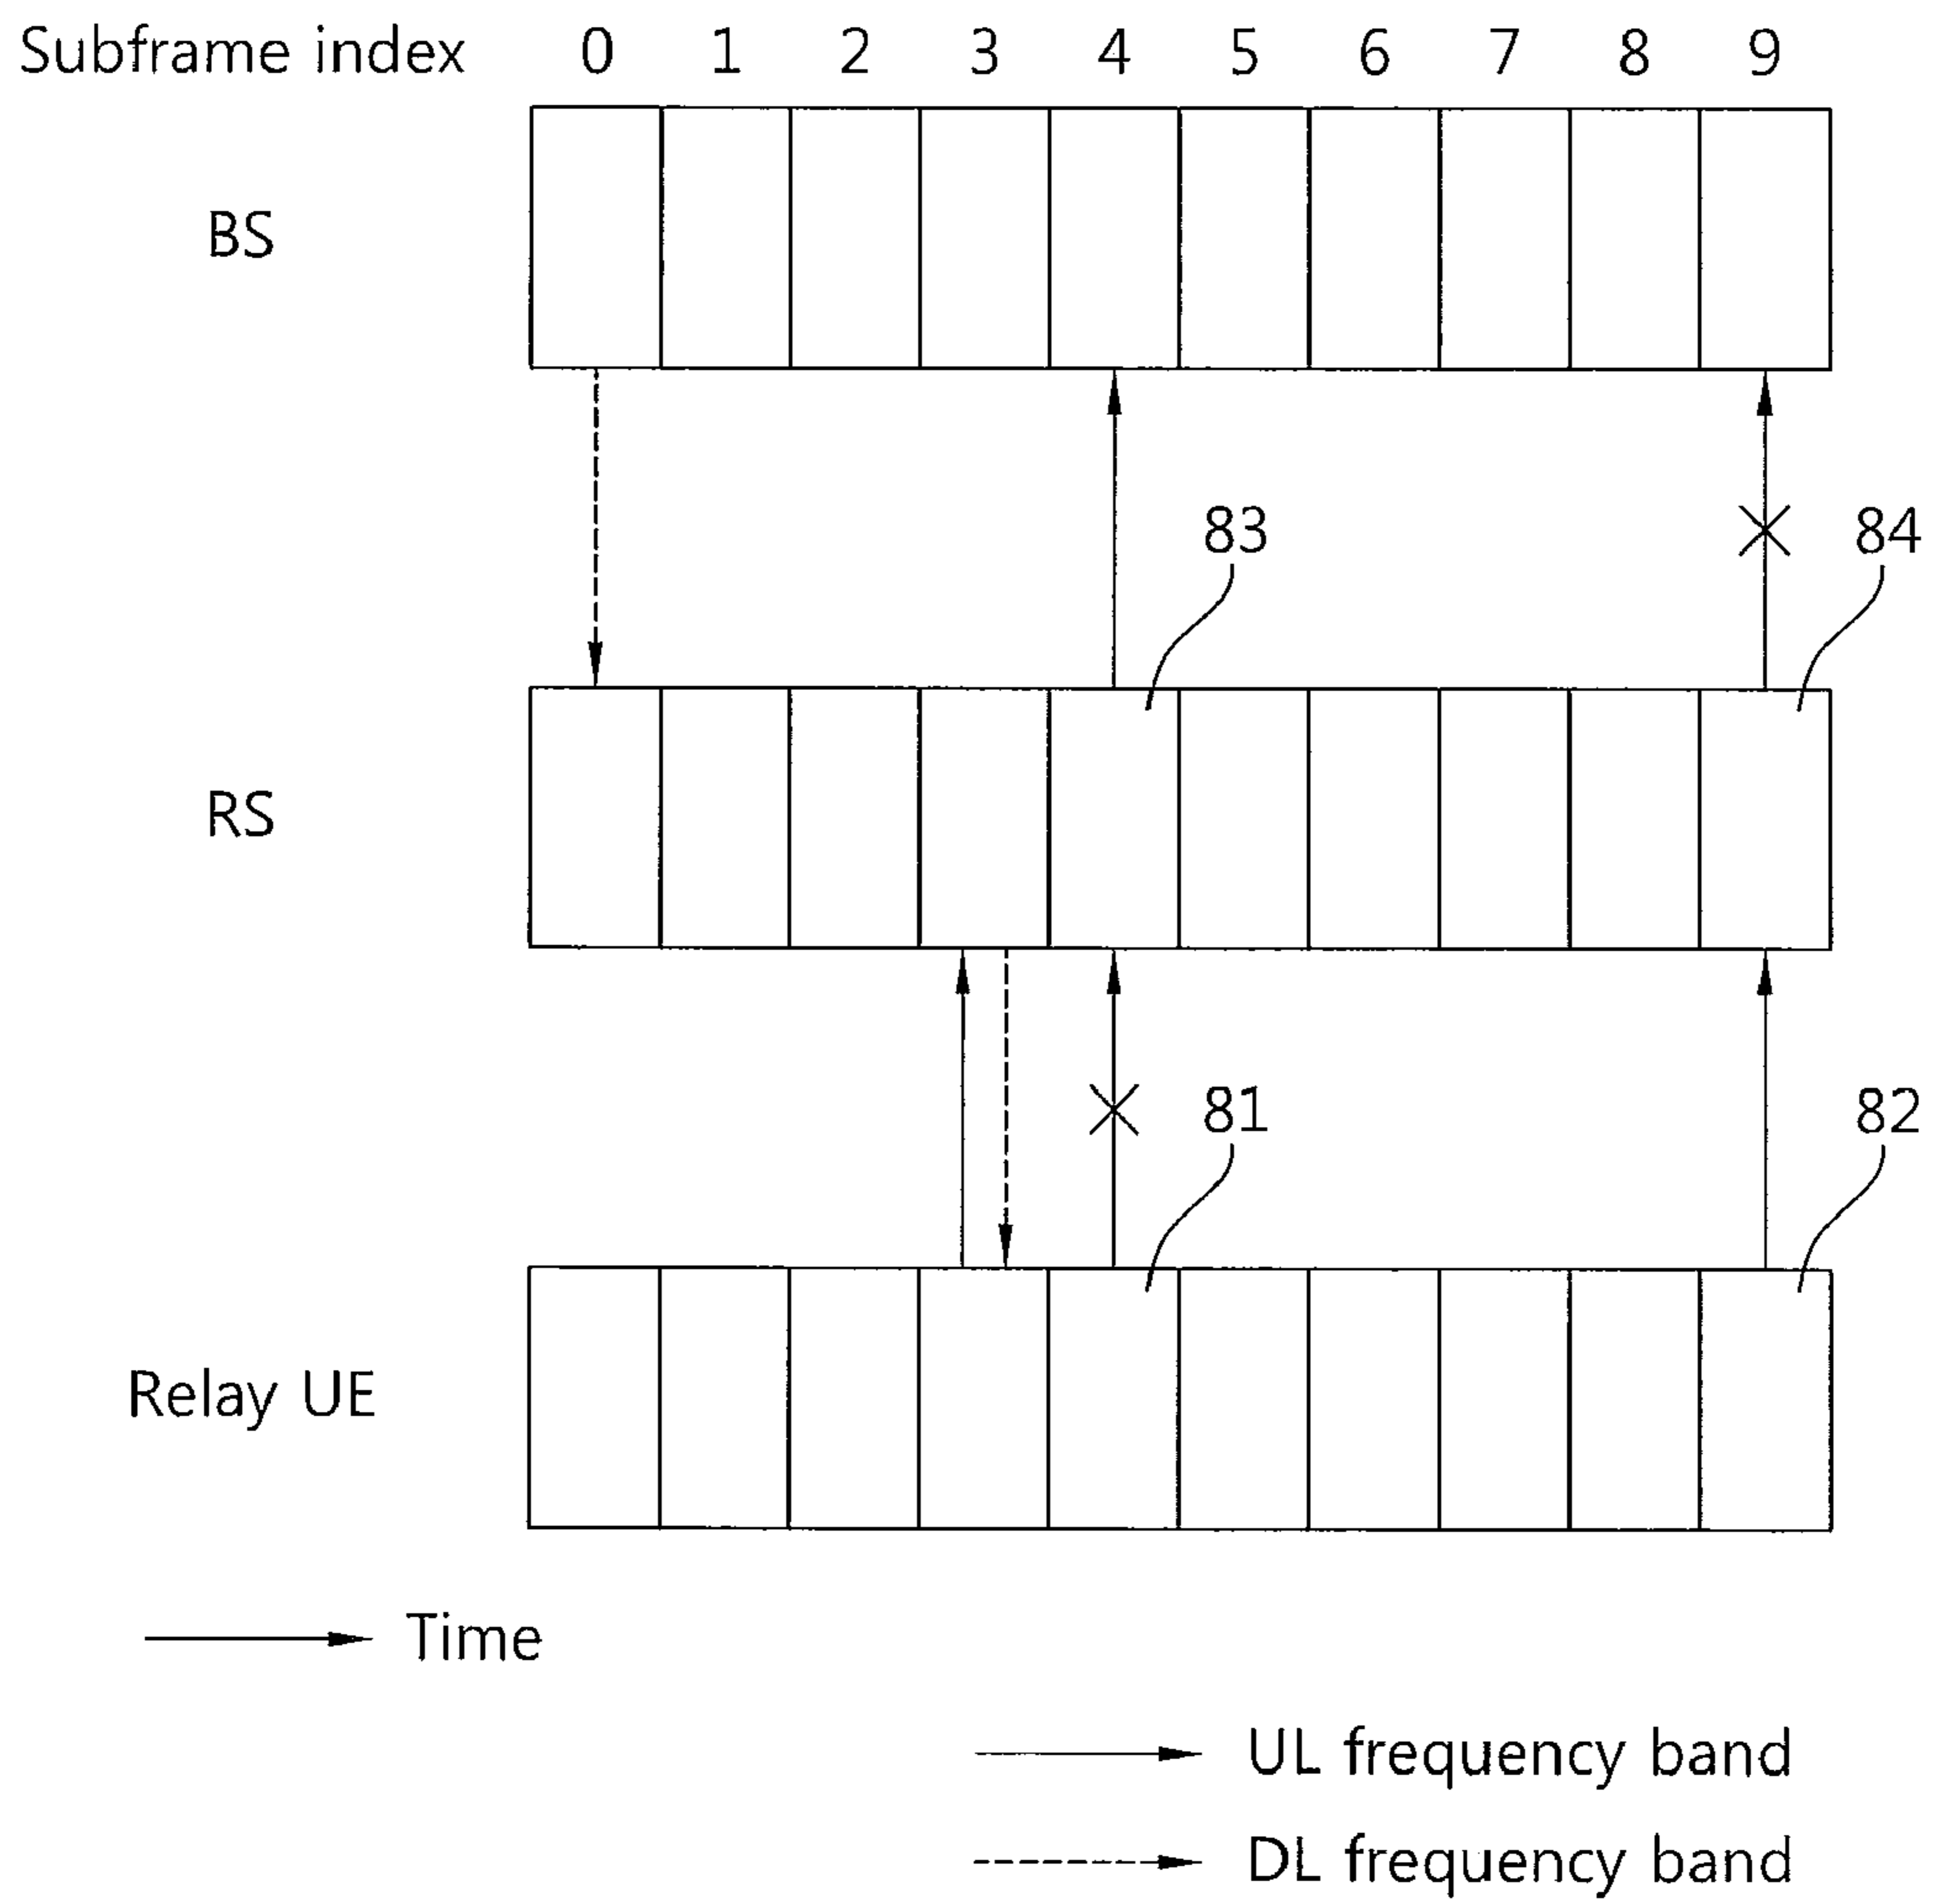 Subframe index 0 1 2 3 4 5 6 7 8 9
BS
83 84
RS
81 82
Relay UE
Time
UL frequency band
DL frequency band